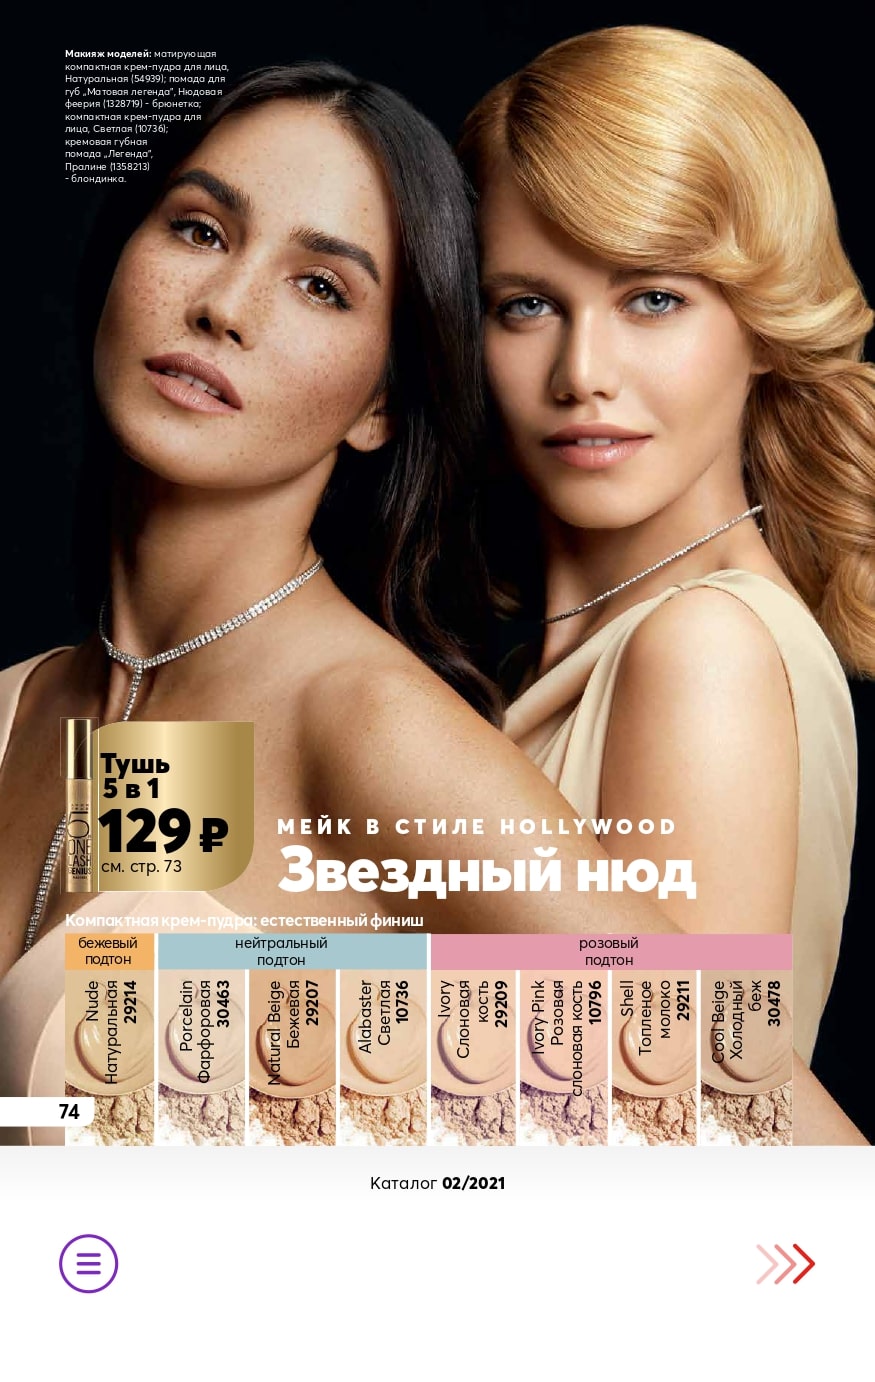 Макияж моделей: матирующая
компактная крем-пудра для лица,
Натуральная (54939); помада для
губ „Матовая легенда", Нюдовая
феерия (1328719) - брюнетка;
компактная крем-пудра для
лица, Светлая (10736);
кремовая губная
помада „Легенда",
Пралине (1358213)
- блондинка.
Тушь
5 в 1
129 ₽
см. стр. 73
5
ONE
LASH
GENIUS
МЕЙК В СТИЛЕ HOLLYWOOD
Звездный нюд
Компактная крем-пудра: естественный финиш
бежевый
подтон
нейтральный
подтон
розовый
подтон
Nude
Натуральная
29214
Porcelain
Фарфоровая
30463
Natural Beige
Бежевая
29207
Alabaster
Светлая
10736
Ivory
Слоновая
кость
29209
Ivory Pink
Розовая
слоновая кость
10796
Shell
Топленое
молоко
29211
Cool Beige
Холодный
беж
30478
74
Каталог 02/2021